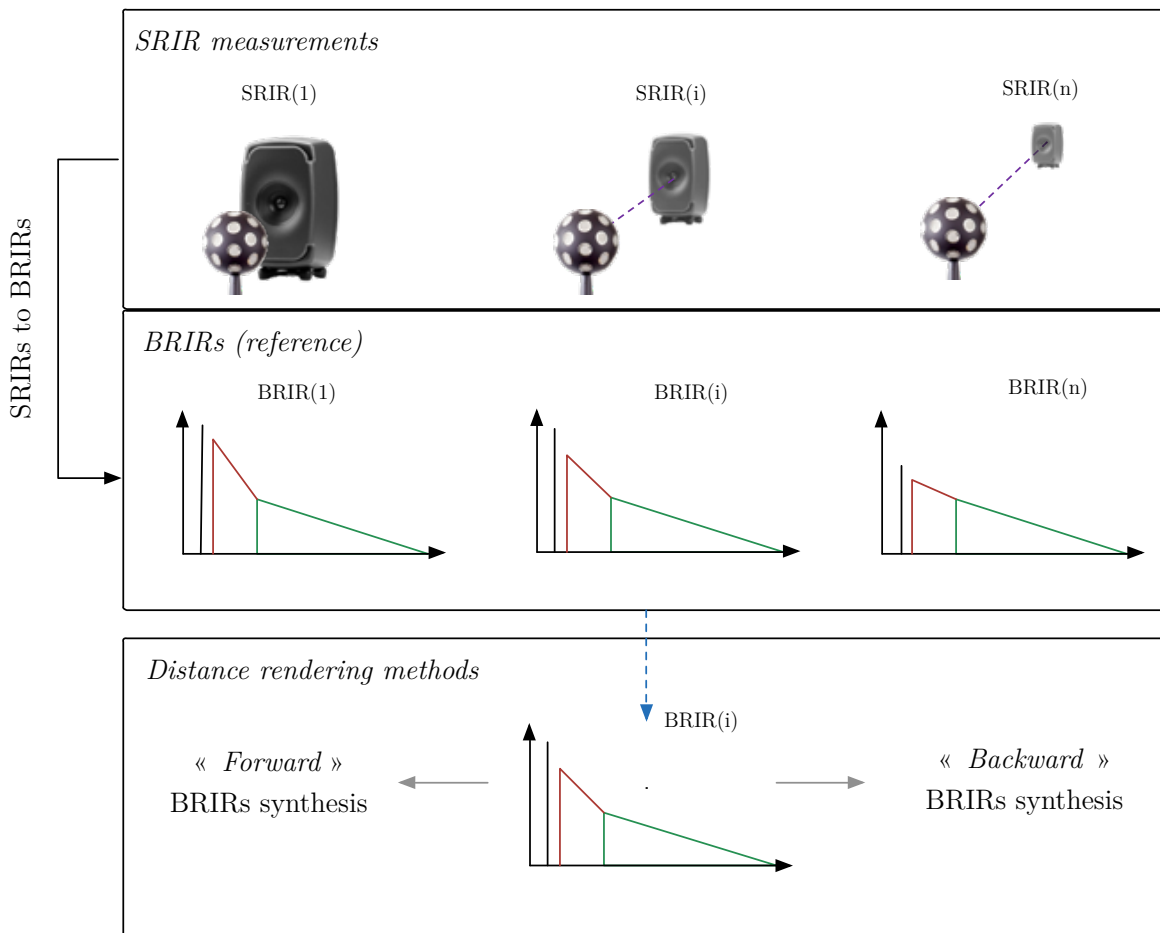 SRIR measurements
SRIR(1)
SRIR(i)
SRIR(n)
SRIRs to BRIRs
BRIRs (reference)
BRIR(1)
BRIR(i)
BRIR(n)
Distance rendering methods
BRIR(i)
« Forward »
BRIRs synthesis
« Backward »
BRIRs synthesis